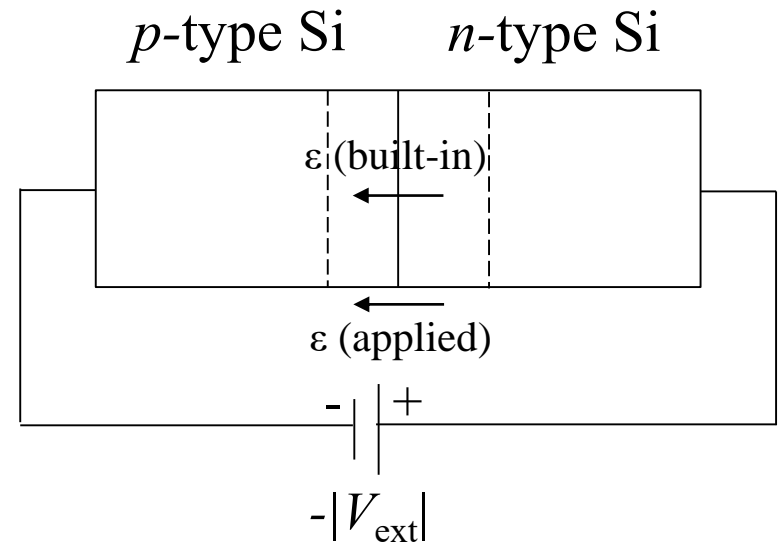 p-type Si n-type Si
ε (built-in)
ε (applied)
- +
-|Vext|